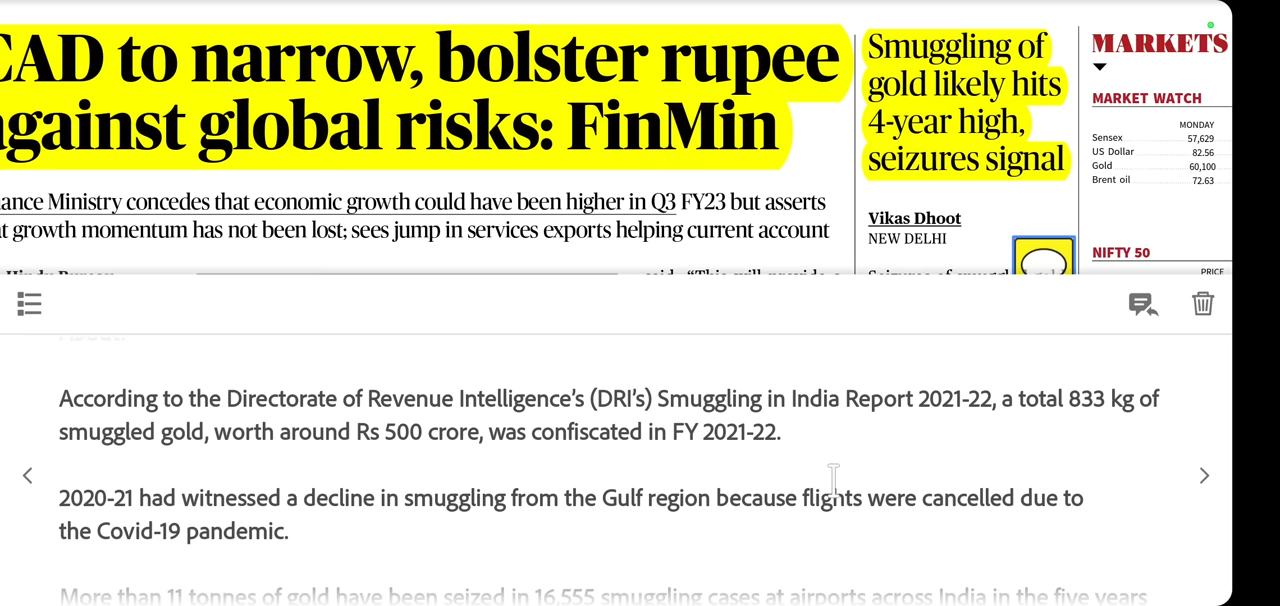 CAD to narrow, bolster rupee
against global risks: FinMin
ance Ministry concedes that economic growth could have been higher in Q3 FY23 but asserts
t growth momentum has not been lost; sees jump in services exports helping current account
Smuggling of
gold likely hits
4-year high,
seizures signal
Vikas Dhoot
NEW DELHI
MARKETS
MARKET WATCH
MONDAY
Sensex 57,629
US Dollar 82.56
Gold 60,100
Brent oil 72.63
NIFTY 50
PRICE
According to the Directorate of Revenue Intelligence’s (DRI’s) Smuggling in India Report 2021-22, a total 833 kg of
smuggled gold, worth around Rs 500 crore, was confiscated in FY 2021-22.
2020-21 had witnessed a decline in smuggling from the Gulf region because flights were cancelled due to
the Covid-19 pandemic.
More than 11 tonnes of gold have been seized in 16,555 smuggling cases at airports across India in the five years